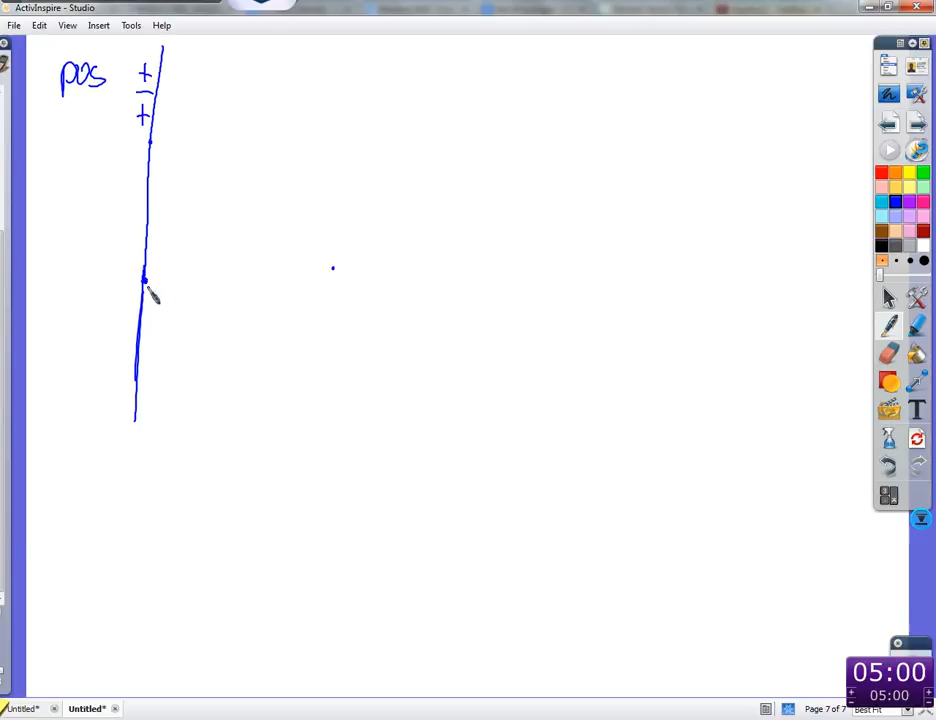 ActivInspire - Studio
File Edit View Insert Tools Help
pos +
+
05:00
05:00
Untitled* Untitled* Page 7 of 7 Best Fit